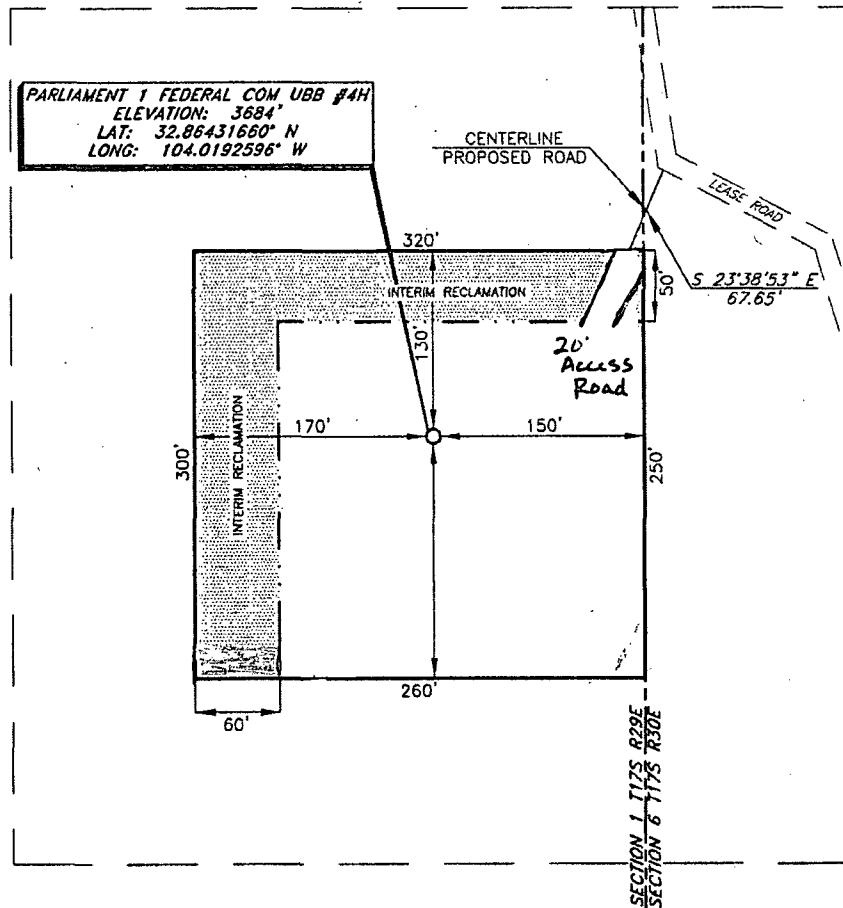 PARLIAMENT 1 FEDERAL COM UBB #4H
ELEVATION: 3684'
LAT: 32.86431660° N
LONG: 104.0192596° W
CENTERLINE
PROPOSED ROAD
LEASE ROAD
320'
S 23°38'53" E
67.65'
INTERIM RECLAMATION
50'
130'
20'
Access
Road
INTERIM RECLAMATION
300'
170'
150'
250'
260'
60'
SECTION 1 T17S R29E
SECTION 6 T17S R30E